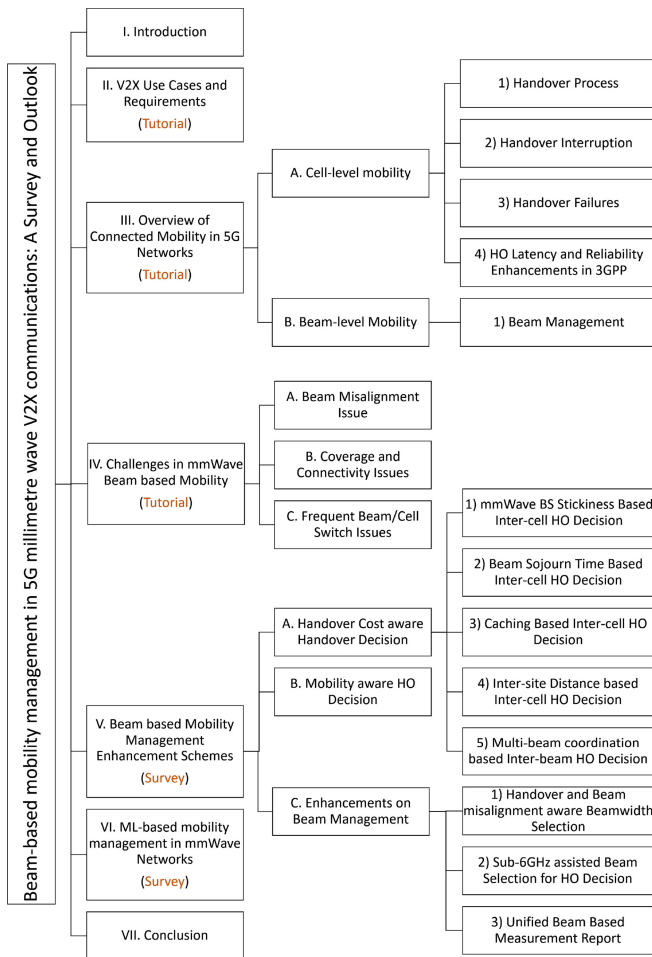 Beam-based mobility management in 5G millimetre wave V2X communications: A Survey and Outlook
I. Introduction
II. V2X Use Cases and
Requirements
(Tutorial)
III. Overview of
Connected Mobility in 5G
Networks
(Tutorial)
A. Cell-level mobility
1) Handover Process
2) Handover Interruption
3) Handover Failures
4) HO Latency and Reliability
Enhancements in 3GPP
B. Beam-level Mobility
1) Beam Management
IV. Challenges in mmWave
Beam based Mobility
(Tutorial)
A. Beam Misalignment
Issue
B. Coverage and
Connectivity Issues
C. Frequent Beam/Cell
Switch Issues
V. Beam based Mobility
Management
Enhancement Schemes
(Survey)
A. Handover Cost aware
Handover Decision
1) mmWave BS Stickiness Based
Inter-cell HO Decision
2) Beam Sojourn Time Based
Inter-cell HO Decision
3) Caching Based Inter-cell HO
Decision
4) Inter-site Distance based
Inter-cell HO Decision
5) Multi-beam coordination
based Inter-beam HO Decision
B. Mobility aware HO
Decision
C. Enhancements on
Beam Management
1) Handover and Beam
misalignment aware Beamwidth
Selection
2) Sub-6GHz assisted Beam
Selection for HO Decision
3) Unified Beam Based
Measurement Report
VI. ML-based mobility
management in mmWave
Networks
(Survey)
VII. Conclusion